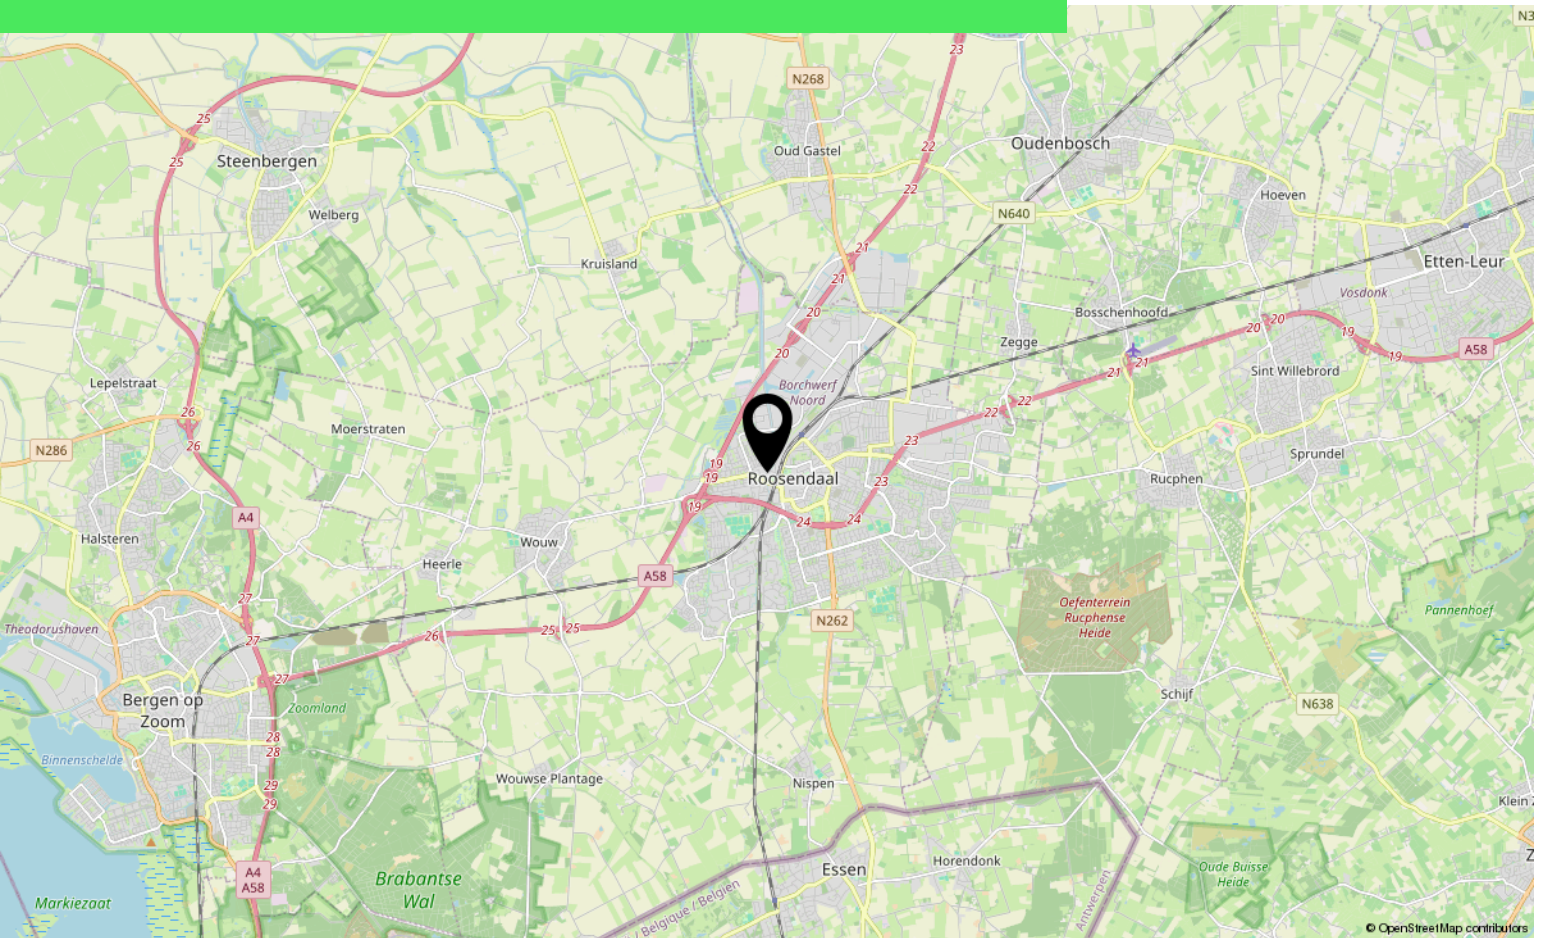 N3
23
N268
25
Oudenbosch
22
Oud Gastel
Steenbergen
25
22
Hoeven
Welberg
N640
21
Etten-Leur
Kruisland
21
Vosdonk
20
Bosschenhoofd
20
20
19
Zegge
A58
20
19
21
21
Sint Willebrord
Lepelstraat
Borchwerf
Noord
22
26
22
Moerstraten
23
26
N286
Sprundel
19
19
Roosendaal
Rucphen
23
19
A4
24
24
Halsteren
Wouw
Heerle
A58
27
Oefenterrein
Rucphense
Heide
Pannenhoef
N262
Theodorushaven
26
25
25
27
27
Schijf
Bergen op
Zoom
N638
Zoomland
28
28
Binnenschelde
Wouwse Plantage
Nispen
29
29
Klein
Z
Horendonk
Essen
Oude Buisse
Heide
A4
A58
Brabantse
Wal
/ Belgique / Belgien
Antwerpen
Markiezaat
© OpenStreetMap contributors